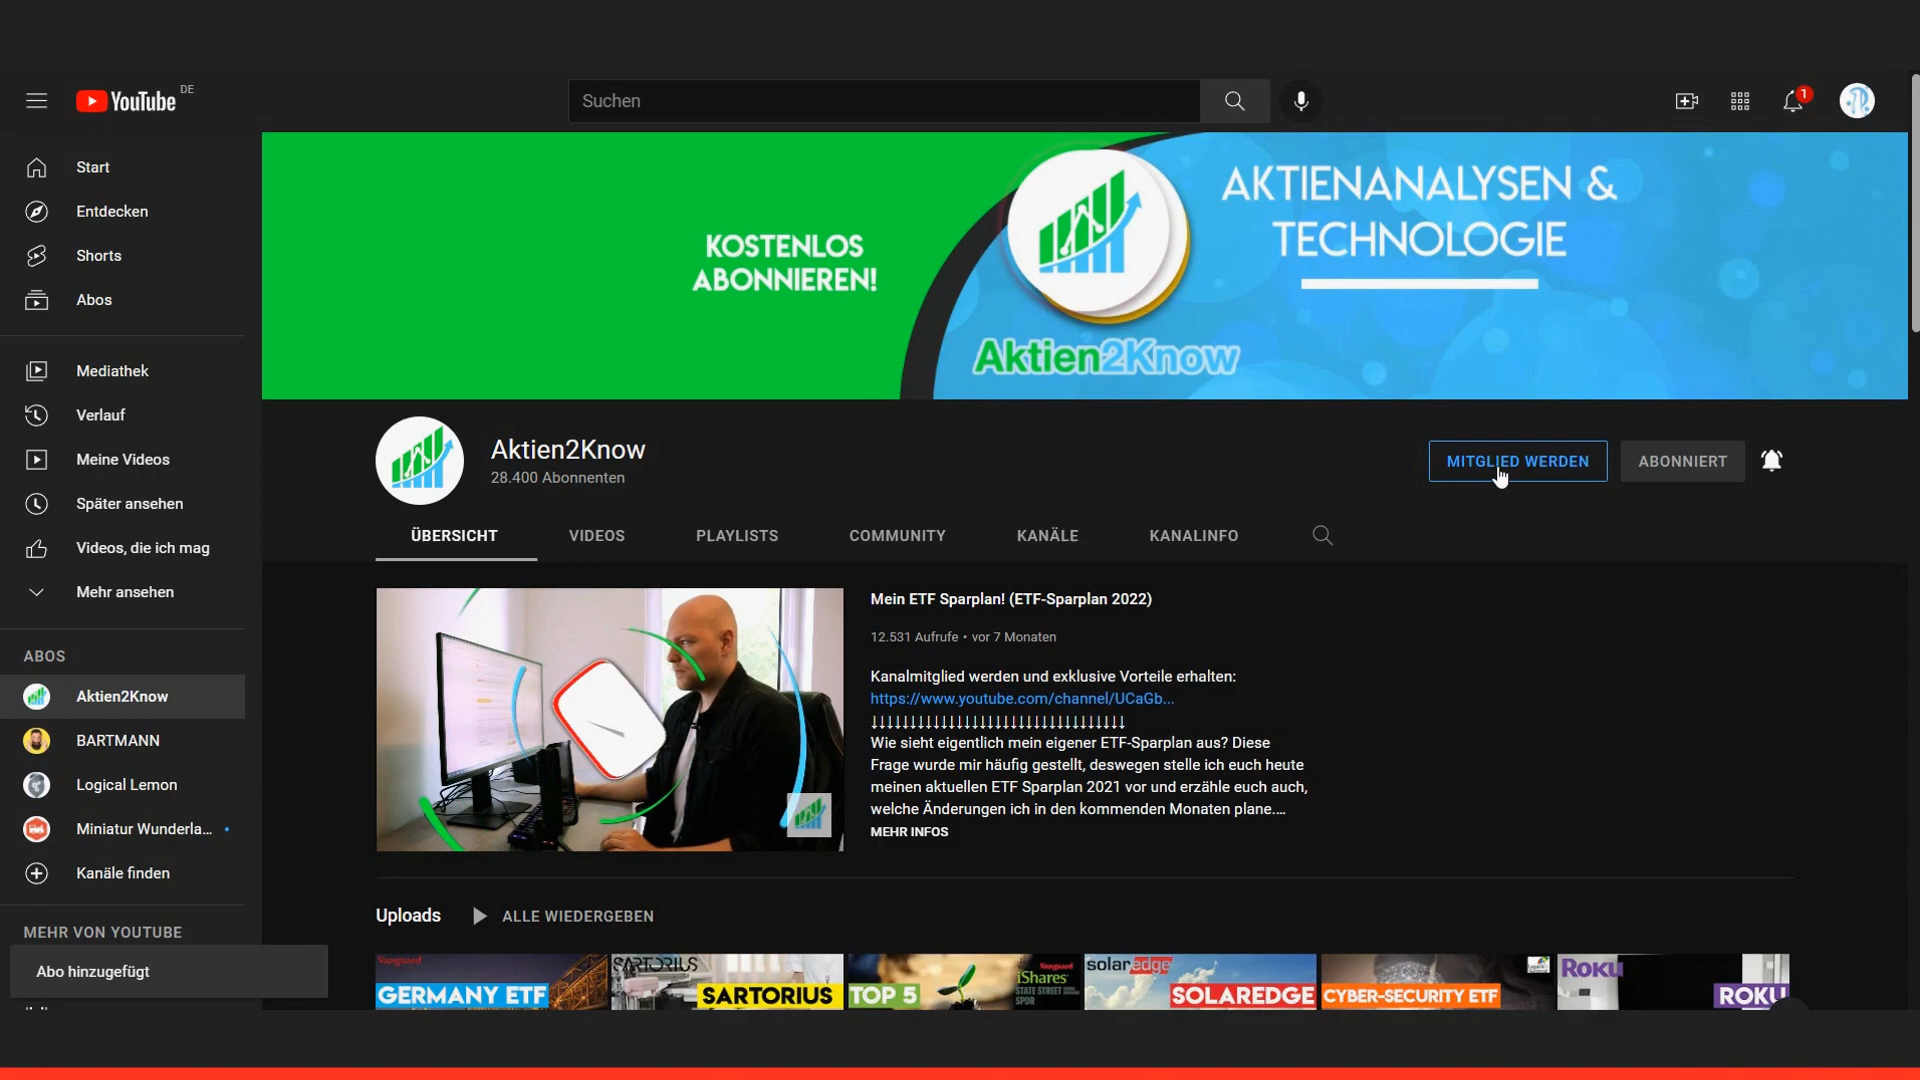 YouTube DE
Suchen
1
Start
Entdecken
Shorts
Abos
Mediathek
Verlauf
Meine Videos
Später ansehen
Videos, die ich mag
Mehr ansehen
ABOS
Aktien2Know
BARTMANN
Logical Lemon
Miniatur Wunderla...
Kanäle finden
MEHR VON YOUTUBE
Abo hinzugefügt
KOSTENLOS
ABONNIEREN!
AKTIENANALYSEN &
TECHNOLOGIE
Aktien2Know
Aktien2Know
28.400 Abonnenten
MITGLIED WERDEN
ABONNIERT
ÜBERSICHT
VIDEOS
PLAYLISTS
COMMUNITY
KANÄLE
KANALINFO
Mein ETF Sparplan! (ETF-Sparplan 2022)
12.531 Aufrufe • vor 7 Monaten
Kanalmitglied werden und exklusive Vorteile erhalten:
https://www.youtube.com/channel/UCaGb...
↓↓↓↓↓↓↓↓↓↓↓↓↓↓↓↓↓↓↓↓↓↓↓↓↓↓↓↓↓↓↓↓↓
Wie sieht eigentlich mein eigener ETF-Sparplan aus? Diese
Frage wurde mir häufig gestellt, deswegen stelle ich euch heute
meinen aktuellen ETF Sparplan 2021 vor und erzähle euch auch,
welche Änderungen ich in den kommenden Monaten plane....
MEHR INFOS
Uploads
ALLE WIEDERGEBEN
Vanguard
GERMANY ETF
SARTORIUS
SARTORIUS
TOP 5
Vanguard
iShares
STATE STREET
SPDR
solaredge
SOLAREDGE
CYBER-SECURITY ETF
Roku
ROKU